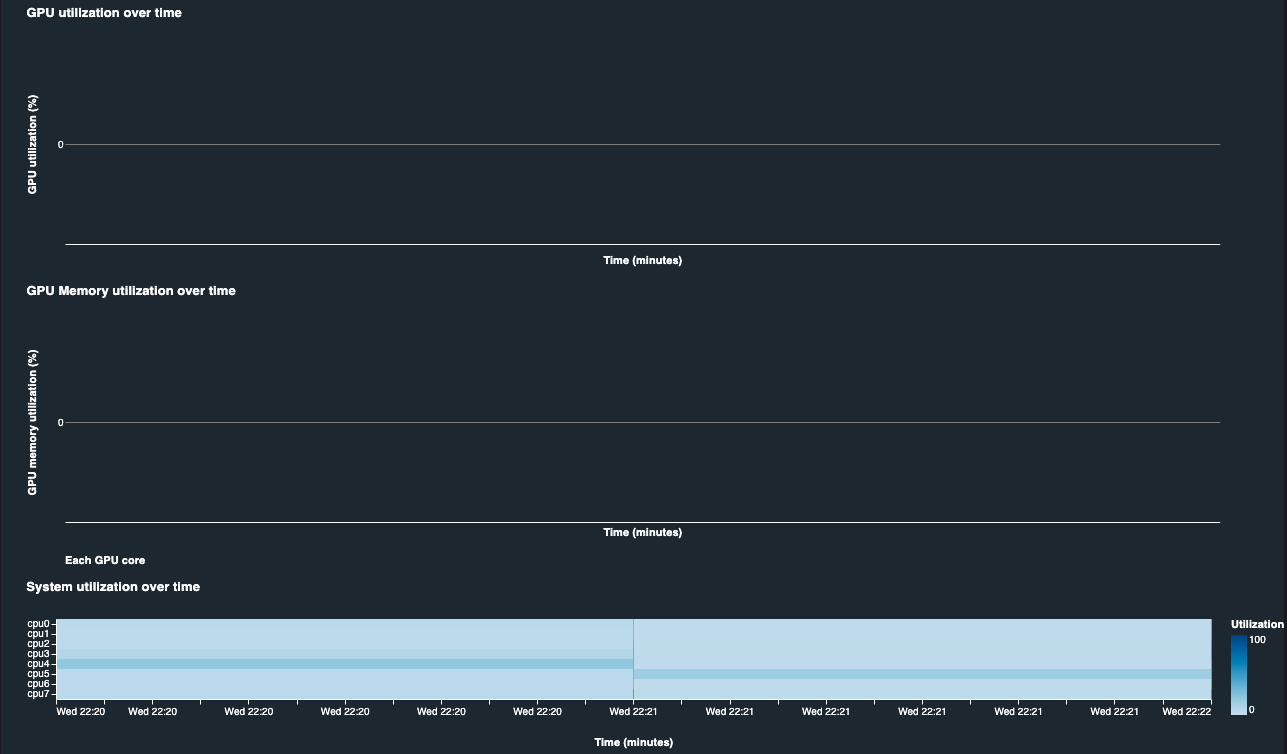 GPU utilization over time
GPU utilization (%)
0
Time (minutes)
GPU Memory utilization over time
GPU memory utilization (%)
0
Time (minutes)
Each GPU core
System utilization over time
cpu0
cpu1
cpu2
cpu3
cpu4
cpu5
cpu6
cpu7
Wed 22:20 Wed 22:20 Wed 22:20 Wed 22:20 Wed 22:20 Wed 22:20 Wed 22:21 Wed 22:21 Wed 22:21 Wed 22:21 Wed 22:21 Wed 22:21 Wed 22:22
Time (minutes)
Utilization
100
0